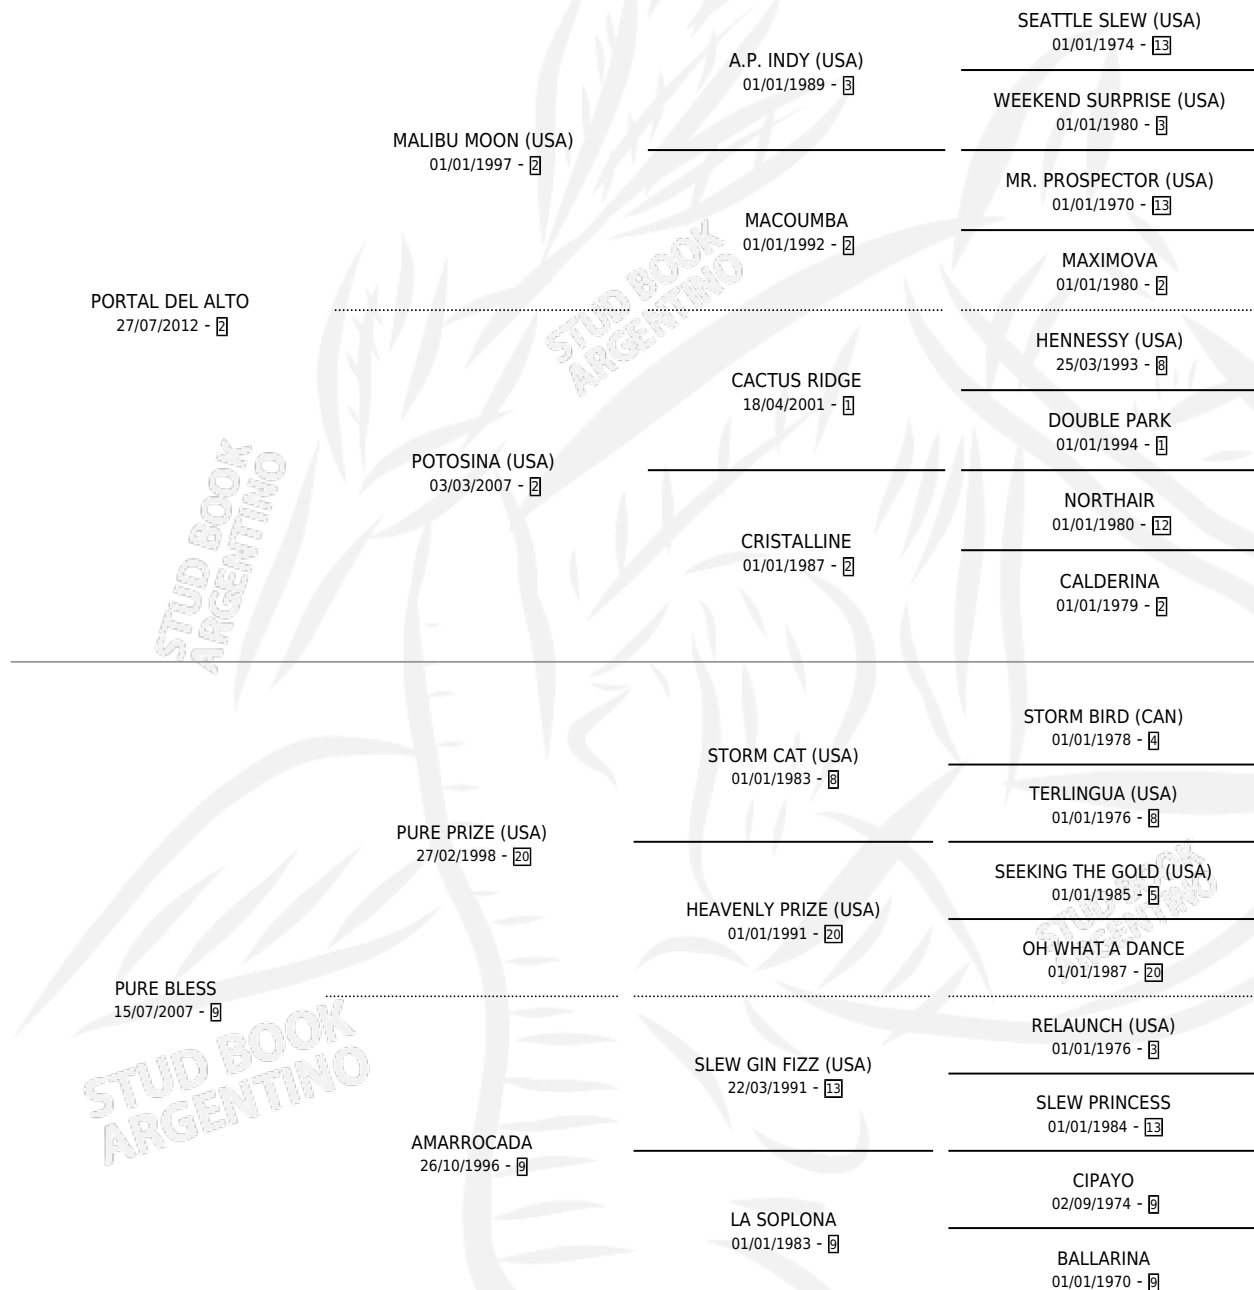 SEATTLE SLEW (USA)
01/01/1974 - 13
A.P. INDY (USA)
01/01/1989 - 3
WEEKEND SURPRISE (USA)
01/01/1980 - 3
MALIBU MOON (USA)
01/01/1997 - 2
MR. PROSPECTOR (USA)
01/01/1970 - 13
MACOUMBA
01/01/1992 - 2
MAXIMOVA
01/01/1980 - 2
PORTAL DEL ALTO
27/07/2012 - 2
HENNESSY (USA)
25/03/1993 - 8
CACTUS RIDGE
18/04/2001 - 1
DOUBLE PARK
01/01/1994 - 1
POTOSINA (USA)
03/03/2007 - 2
NORTHAIR
01/01/1980 - 12
CRISTALLINE
01/01/1987 - 2
CALDERINA
01/01/1979 - 2
STUD BOOK
ARGENTINO
STUD BOOK
ARGENTINO
STORM BIRD (CAN)
01/01/1978 - 4
STORM CAT (USA)
01/01/1983 - 8
TERLINGUA (USA)
01/01/1976 - 8
PURE PRIZE (USA)
27/02/1998 - 20
SEEKING THE GOLD (USA)
01/01/1985 - 5
HEAVENLY PRIZE (USA)
01/01/1991 - 20
OH WHAT A DANCE
01/01/1987 - 20
STUD BOOK
ARGENTINO
PURE BLESS
15/07/2007 - 9
RELAUNCH (USA)
01/01/1976 - 3
SLEW GIN FIZZ (USA)
22/03/1991 - 13
SLEW PRINCESS
01/01/1984 - 13
STUD BOOK
ARGENTINO
AMARROCADA
26/10/1996 - 9
CIPAYO
02/09/1974 - 9
LA SOPLONA
01/01/1983 - 9
BALLARINA
01/01/1970 - 9